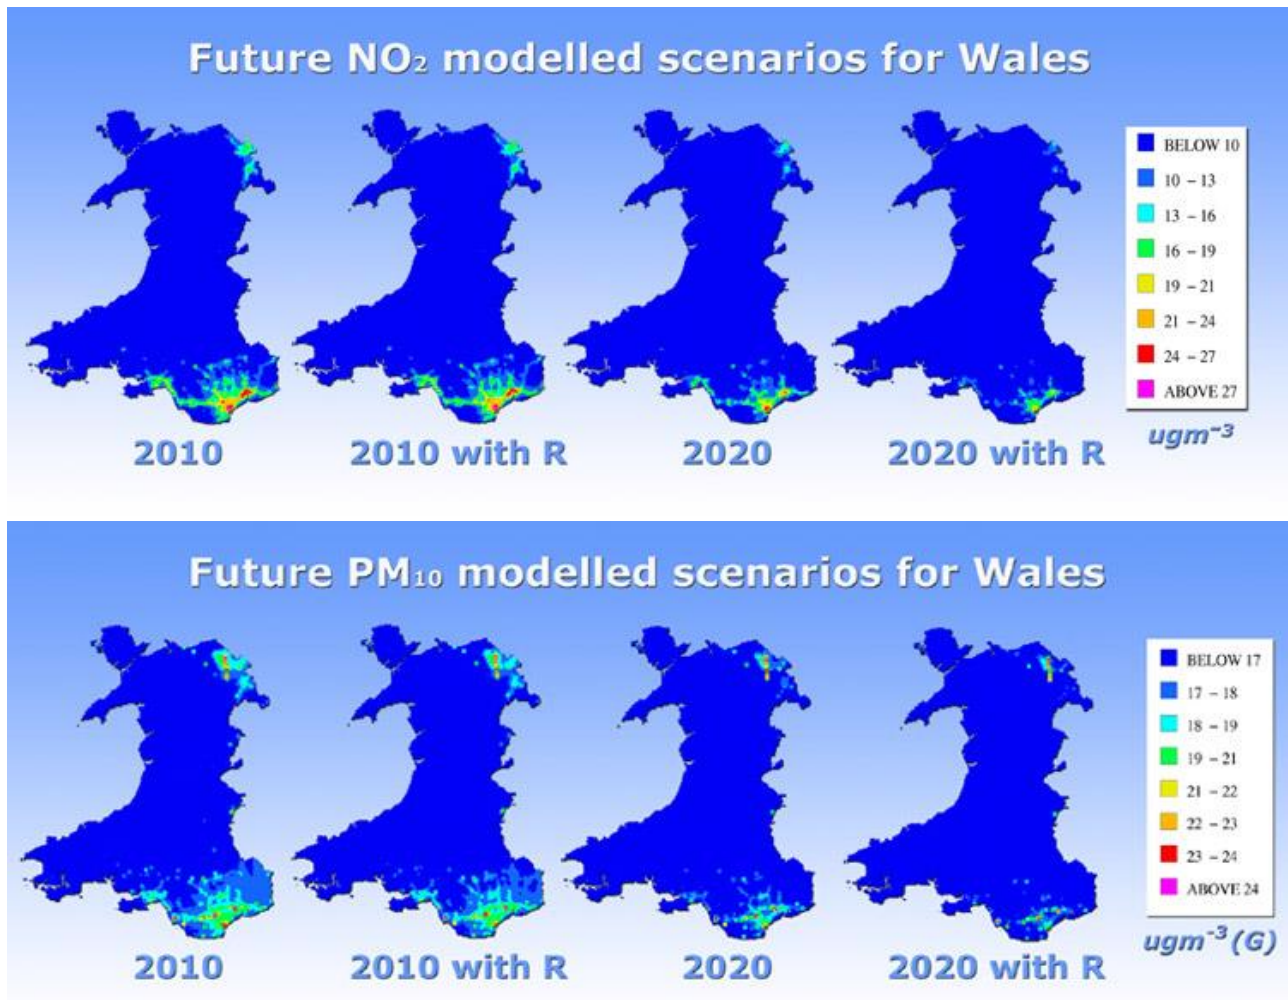 Future NO₂ modelled scenarios for Wales
BELOW 10
10 – 13
13 – 16
16 – 19
19 – 21
21 – 24
24 – 27
ABOVE 27
ugm⁻³
2010
2010 with R
2020
2020 with R
Future PM₁₀ modelled scenarios for Wales
BELOW 17
17 – 18
18 – 19
19 – 21
21 – 22
22 – 23
23 – 24
ABOVE 24
ugm⁻³ (G)
2010
2010 with R
2020
2020 with R